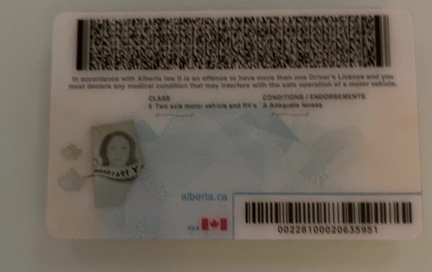 In accordance with Alberta law it is an offence to have more than one Driver's Licence and you
must declare any medical condition that may interfere with the safe operation of a motor vehicle.
CLASS
5 Two axle motor vehicle and RV's
CONDITIONS / ENDORSEMENTS
A Adequate lenses
alberta.ca
00228100020635951